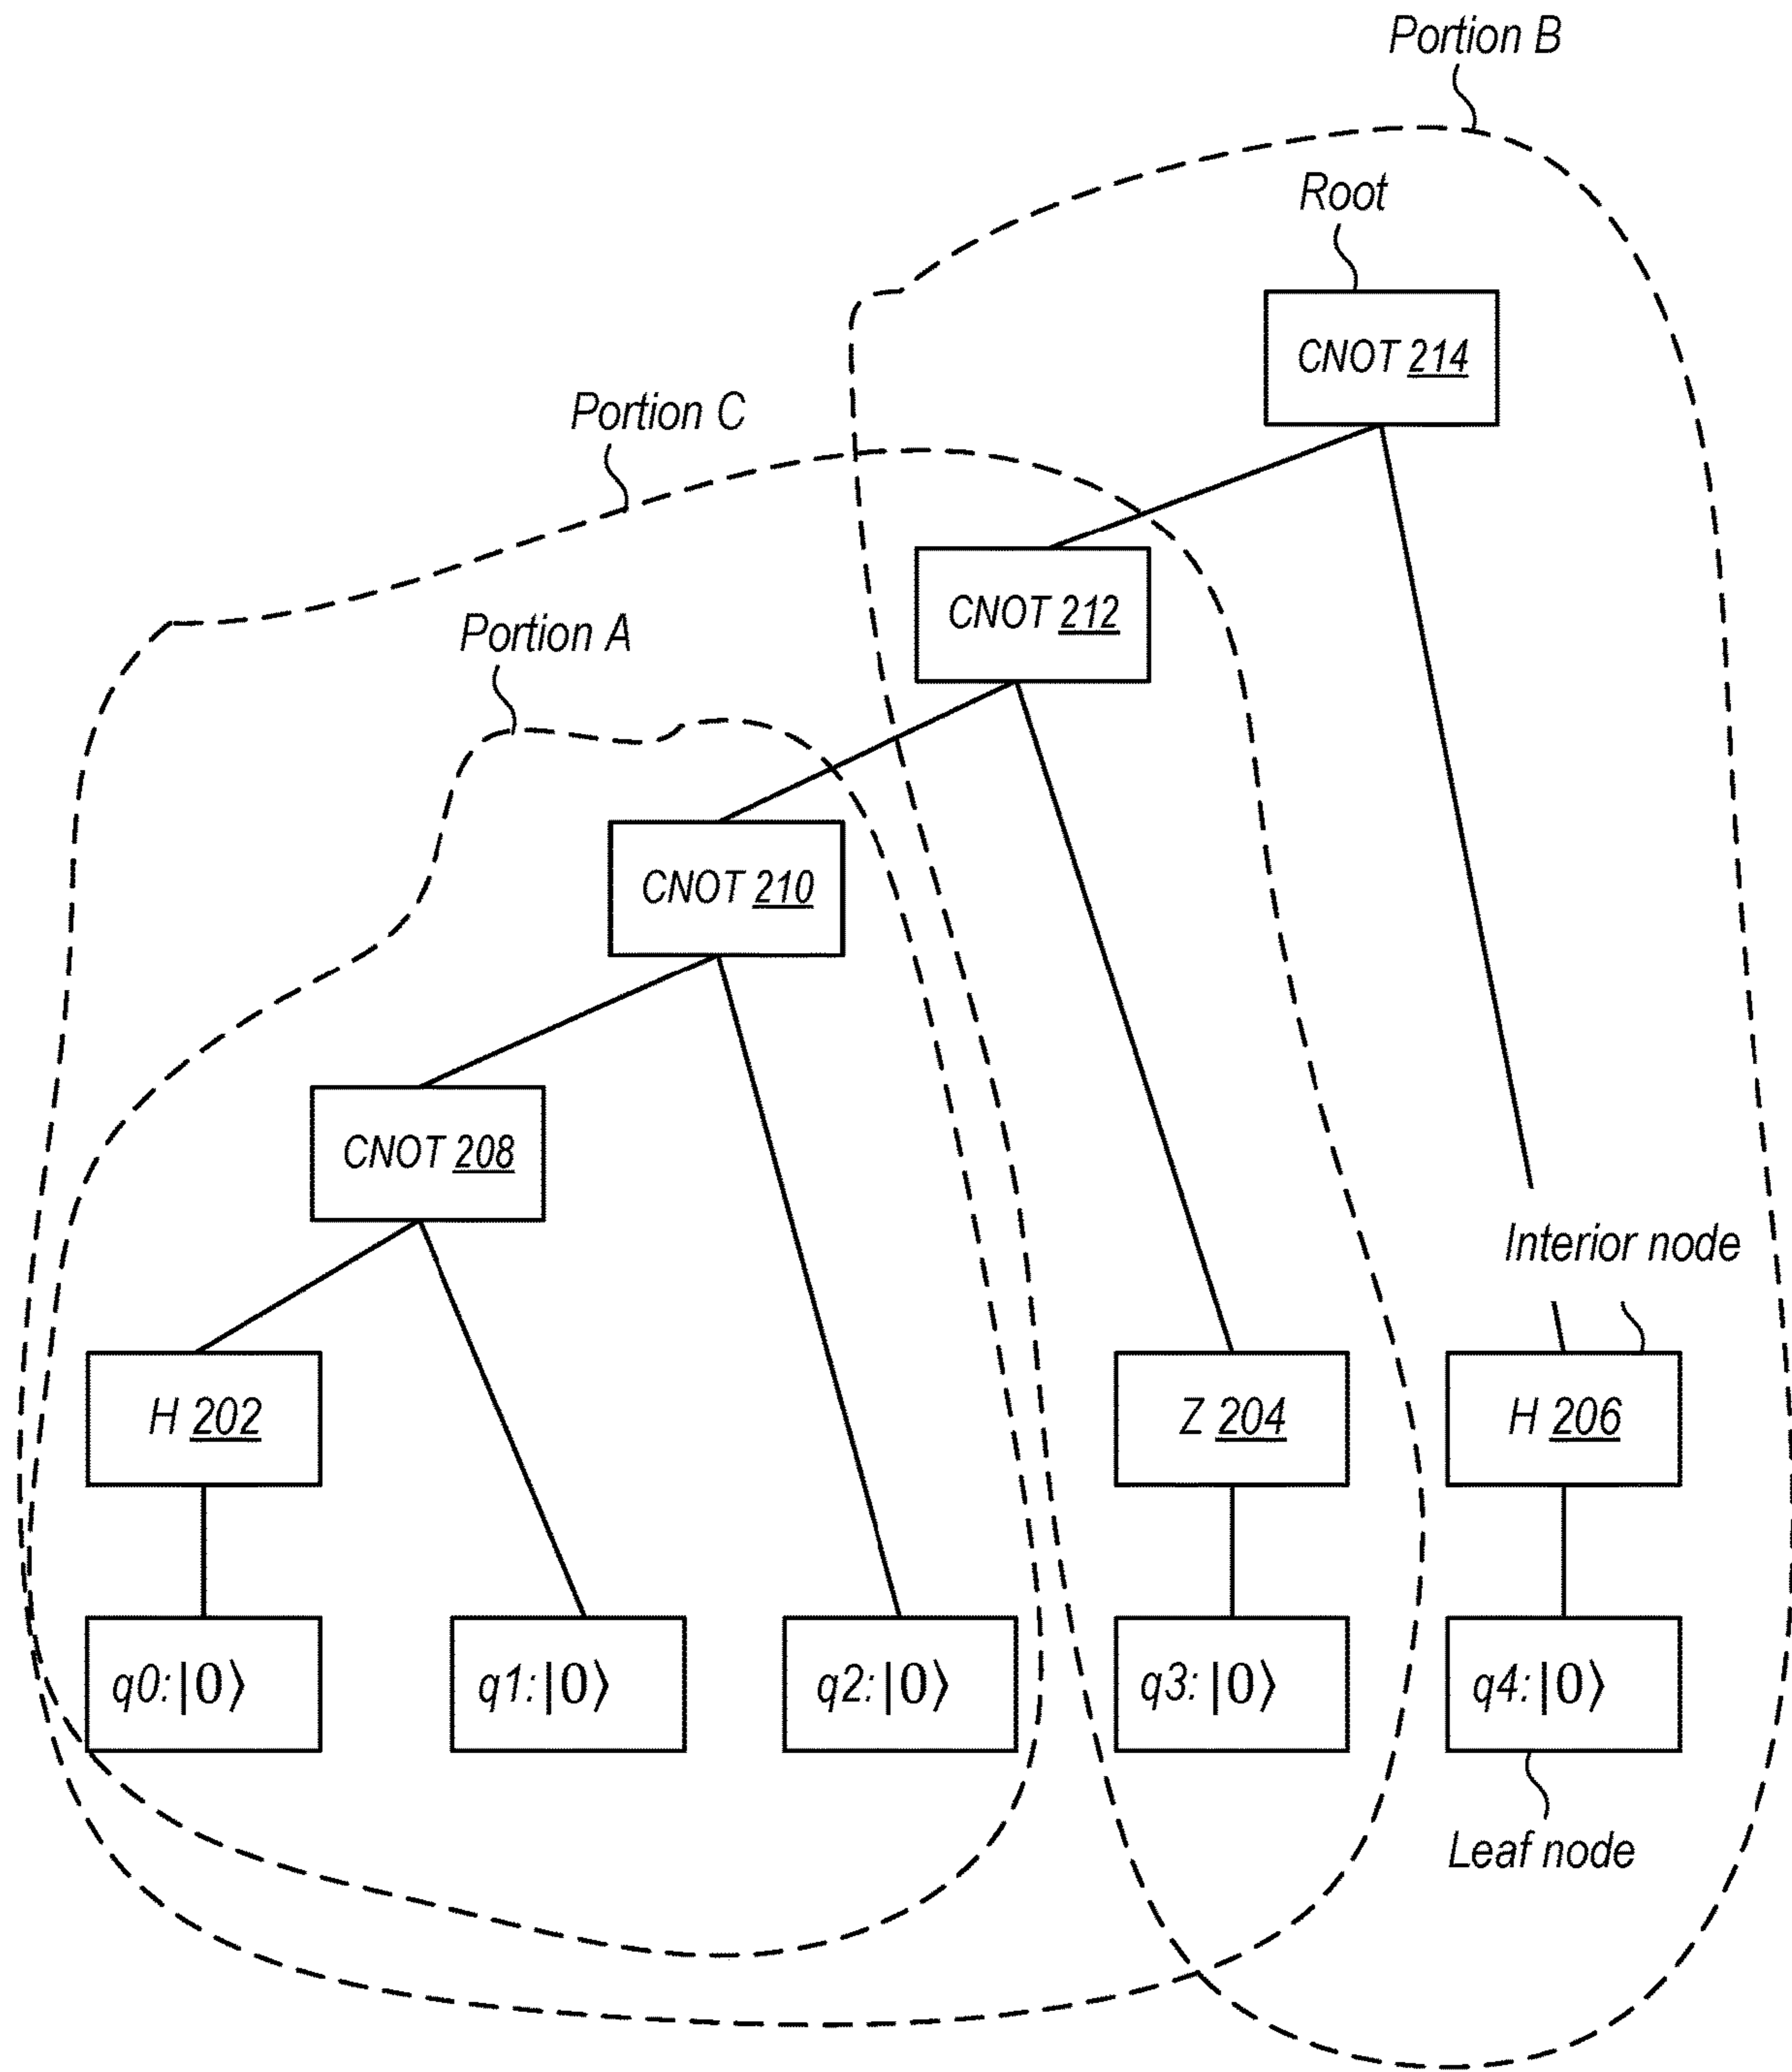 Portion B
Root
CNOT 214
Portion C
CNOT 212
Portion A
CNOT 210
CNOT 208
Interior node
H 202
Z 204
H 206
q0:|0⟩
q1:|0⟩
q2:|0⟩
q3:|0⟩
q4:|0⟩
Leaf node